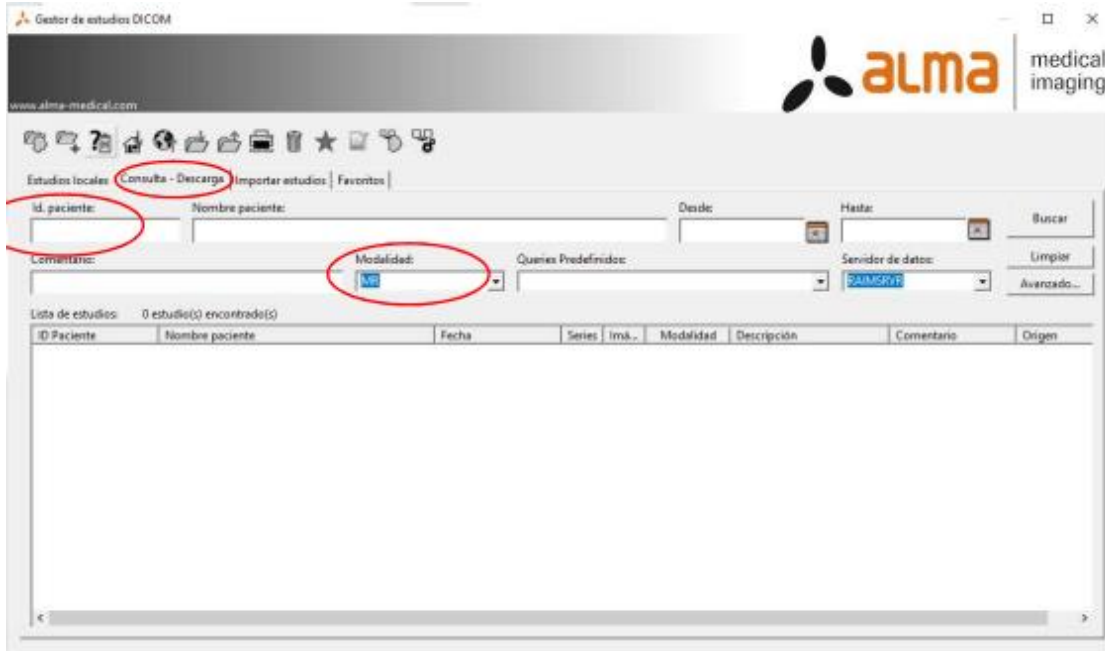 Gestor de estudios DICOM
alma
medical
imaging
www.alma-medical.com
Estudios locales
Consulta - Descarga
Importar estudios
Favoritos
Id. paciente:
Nombre paciente:
Desde:
Hasta:
Buscar
Comentario:
Modalidad:
Queries Predefinidos:
Servidor de datos:
Limpiar
MR
RAIMSRVR
Avanzado...
Lista de estudios: 0 estudio(s) encontrado(s)
ID Paciente Nombre paciente Fecha Series Imá... Modalidad Descripción Comentario Origen